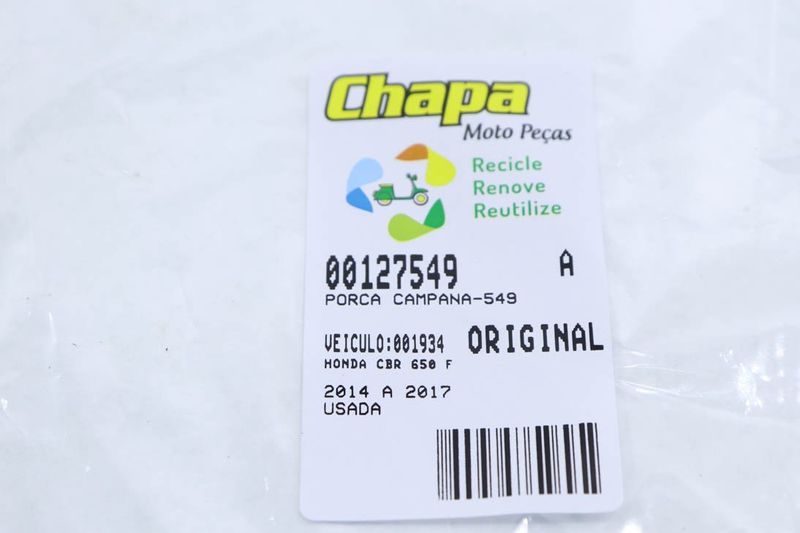 Chapa
Moto Peças
Recicle
Renove
Reutilize
00127549 A
PORCA CAMPANA-549
VEICULO:001934 ORIGINAL
HONDA CBR 650 F
2014 A 2017
USADA